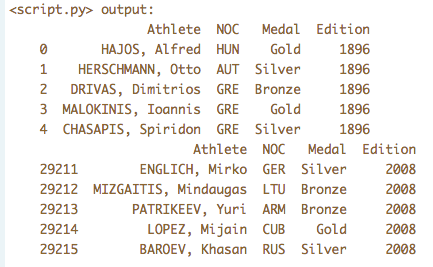 <script.py> output:
Athlete NOC Medal Edition
0 HAJOS, Alfred HUN Gold 1896
1 HERSCHMANN, Otto AUT Silver 1896
2 DRIVAS, Dimitrios GRE Bronze 1896
3 MALOKINIS, Ioannis GRE Gold 1896
4 CHASAPIS, Spiridon GRE Silver 1896
Athlete NOC Medal Edition
29211 ENGLICH, Mirko GER Silver 2008
29212 MIZGAITIS, Mindaugas LTU Bronze 2008
29213 PATRIKEEV, Yuri ARM Bronze 2008
29214 LOPEZ, Mijain CUB Gold 2008
29215 BAROEV, Khasan RUS Silver 2008